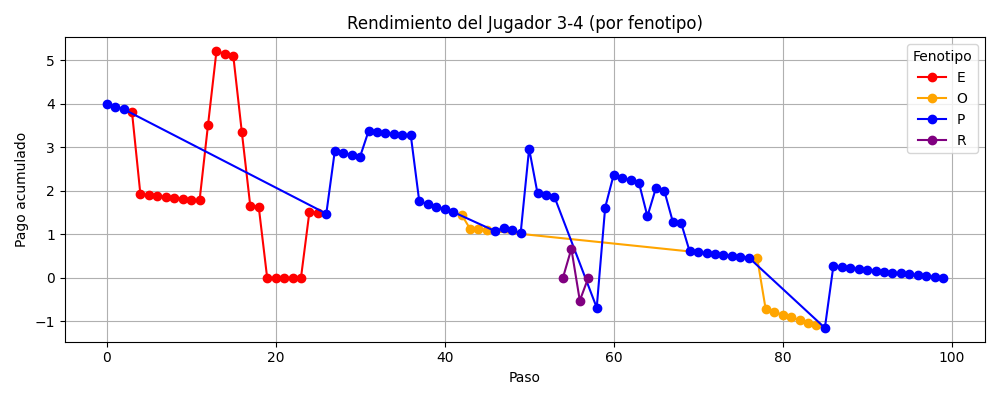 Rendimiento del Jugador 3-4 (por fenotipo)
Pago acumulado
5
4
3
2
1
0
−1
0
20
40
60
80
100
Paso
Fenotipo
E
O
P
R